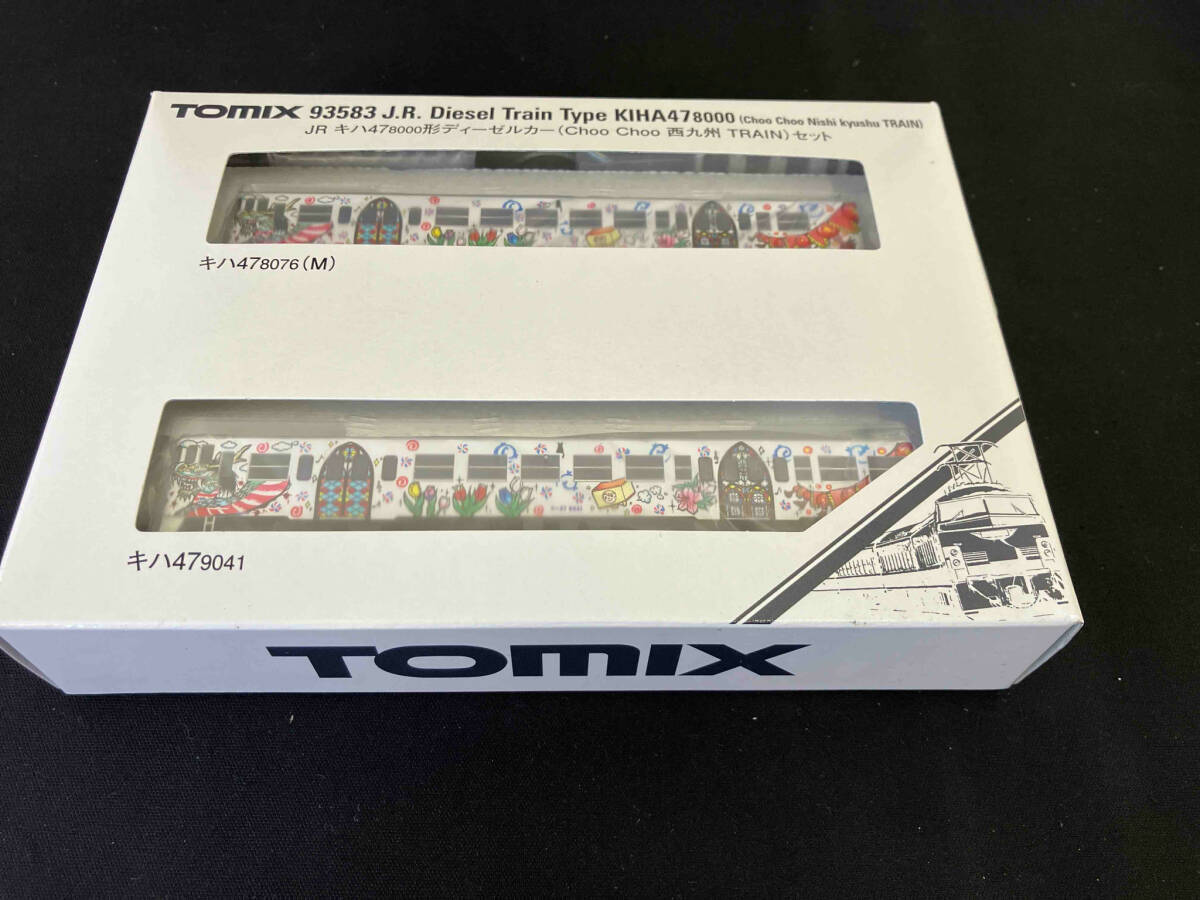 TOMIX 93583 J.R. Diesel Train Type KIHA478000 (Choo Choo Nishi kyushu TRAIN)
JR キハ478000形ディーゼルカー(Choo Choo 西九州 TRAIN)セット
キハ478076(M)
キハ479041
TOMIX